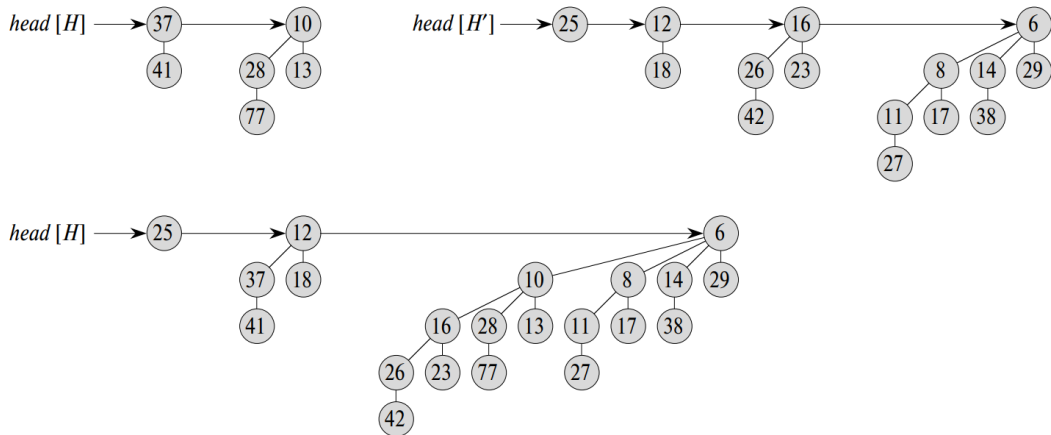 head [H] 37 10 head [H′] 25 12 16 6
41 28 13 18 26 23 8 14 29
77 42 11 17 38
27
head [H] 25 12 6
37 18 10 8 14 29
41 16 28 13 11 17 38
26 23 77 27
42